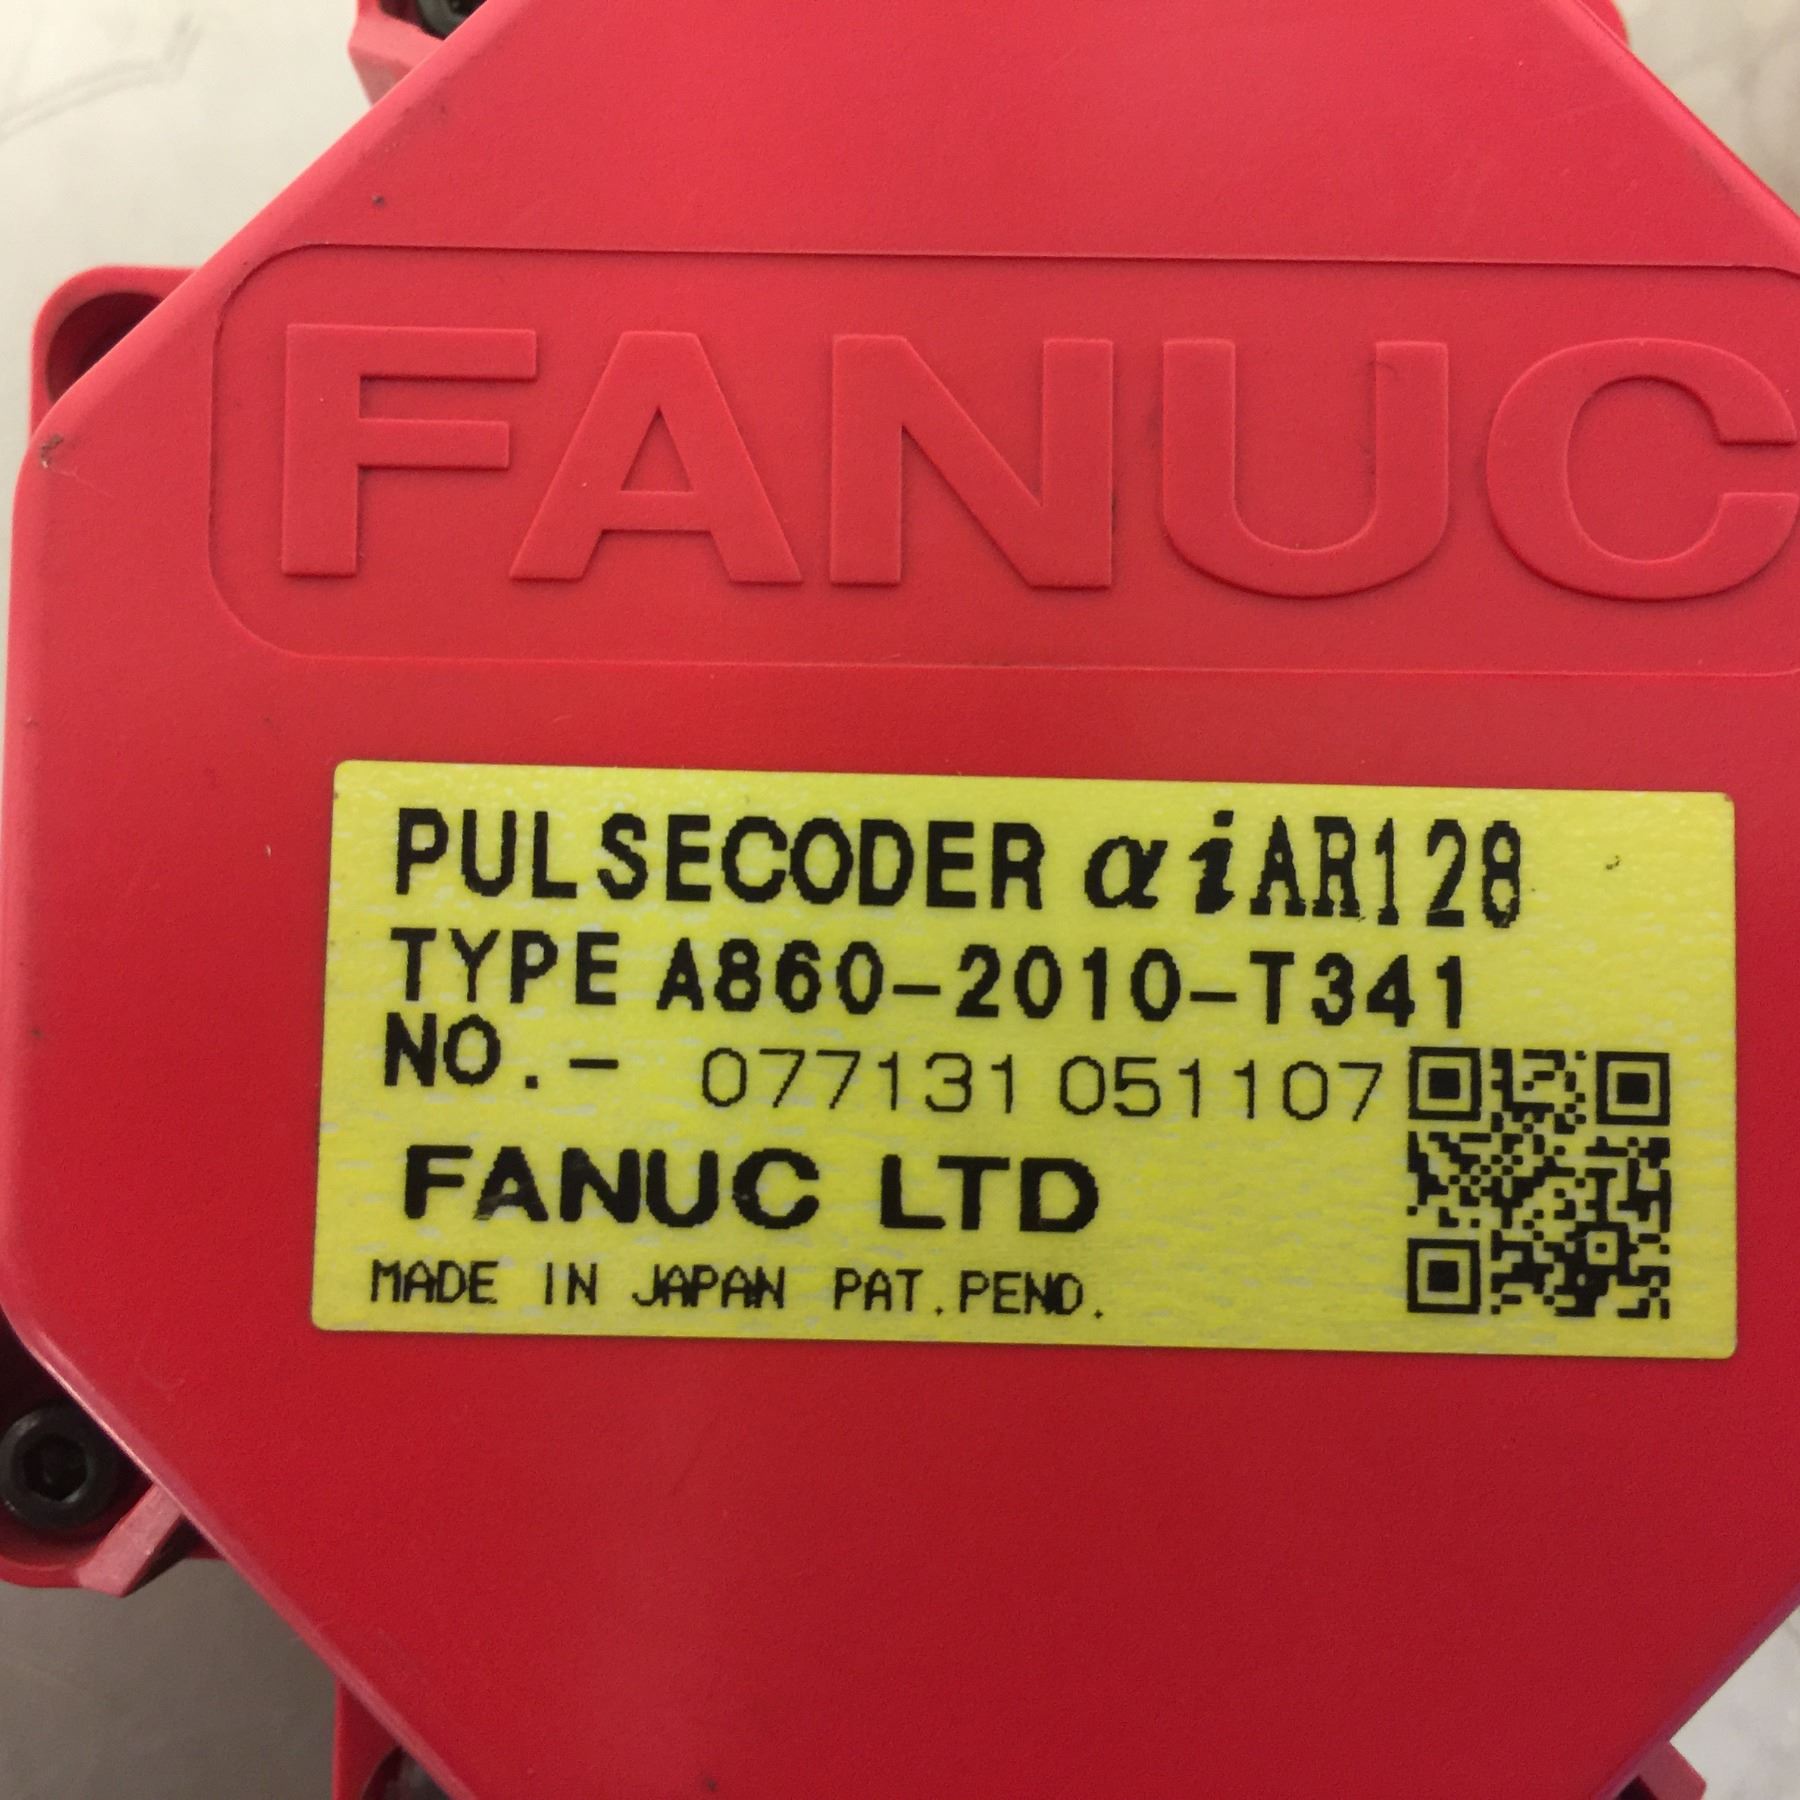 FANUC
PULSECODER αiAR128
TYPE A860-2010-T341
NO.- 077131 051107
FANUC LTD
MADE IN JAPAN PAT.PEND.